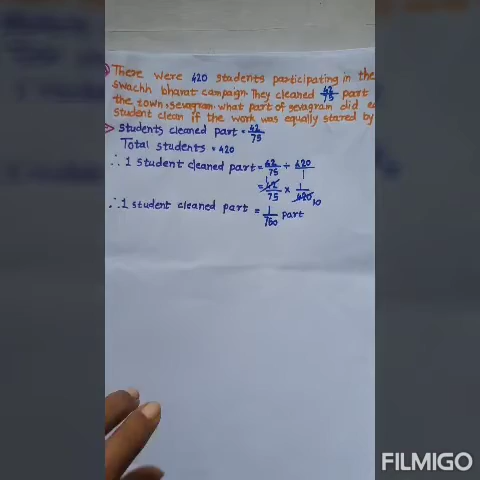 There were 420 students participating in the
swachh bharat campaign. They cleaned 42/75 part
the town, sevagram. what part of sevagram did e
student clean if the work was equally stared by
students cleaned part = 42/75
Total students = 420
∴ 1 student cleaned part = 42/75 ÷ 420/1
= 42/75 × 1/420 10
∴ 1 student cleaned part = 1/750 part
FILMIGO